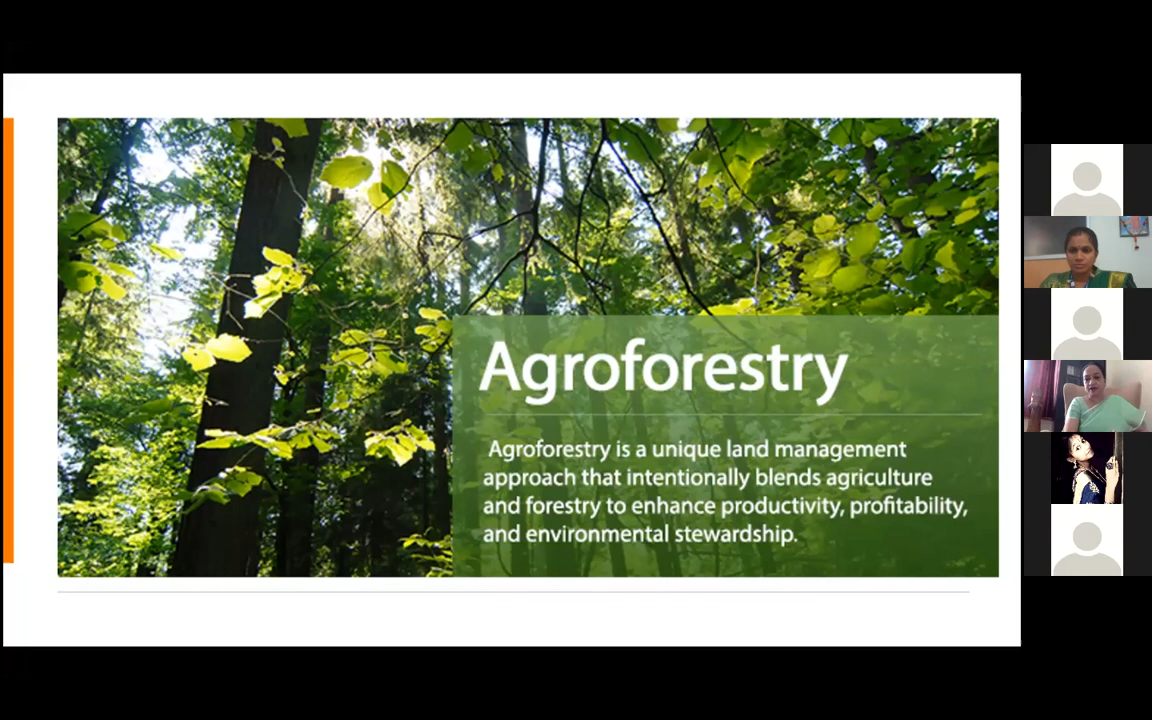 Agroforestry
Agroforestry is a unique land management
approach that intentionally blends agriculture
and forestry to enhance productivity, profitability,
and environmental stewardship.